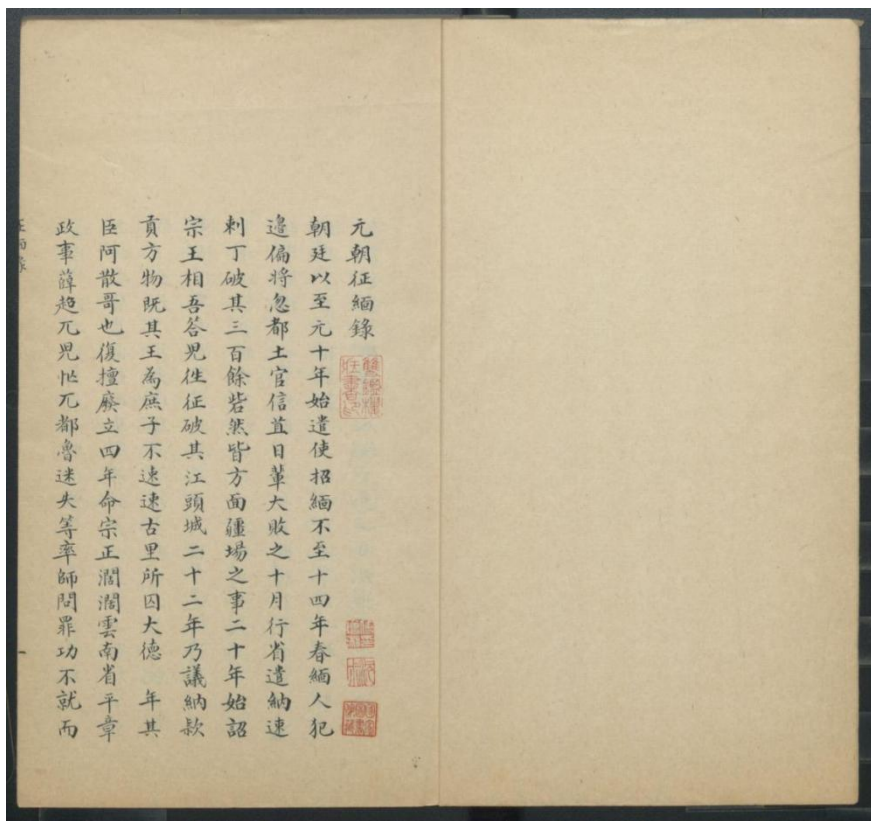 元朝征緬錄
朝廷以至元十年始遣使招緬不至十四年春緬人犯
邊偏將忽都土官信苴日輩大敗之十月行省遣納速
剌丁破其三百餘砦然皆方面疆場之事二十年始詔
宗王相吾答兒徃征破其江頭城二十二年乃議納款
貢方物既其王為庶子不速速古里所囚大德 年其
臣阿散哥也復擅廢立四年命宗正濶濶雲南省平章
政事薛超兀兒忙兀都魯迷失等率師問罪功不就而
一